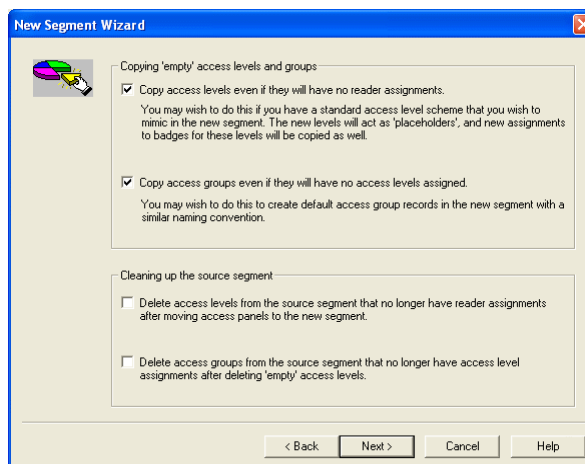 New Segment Wizard
Copying 'empty' access levels and groups
Copy access levels even if they will have no reader assignments.
You may wish to do this if you have a standard access level scheme that you wish to
mimic in the new segment. The new levels will act as 'placeholders', and new assignments
to badges for these levels will be copied as well.
Copy access groups even if they will have no access levels assigned.
You may wish to do this to create default access group records in the new segment with a
similar naming convention.
Cleaning up the source segment
Delete access levels from the source segment that no longer have reader assignments
after moving access panels to the new segment.
Delete access groups from the source segment that no longer have access level
assignments after deleting 'empty' access levels.
< Back Next > Cancel Help